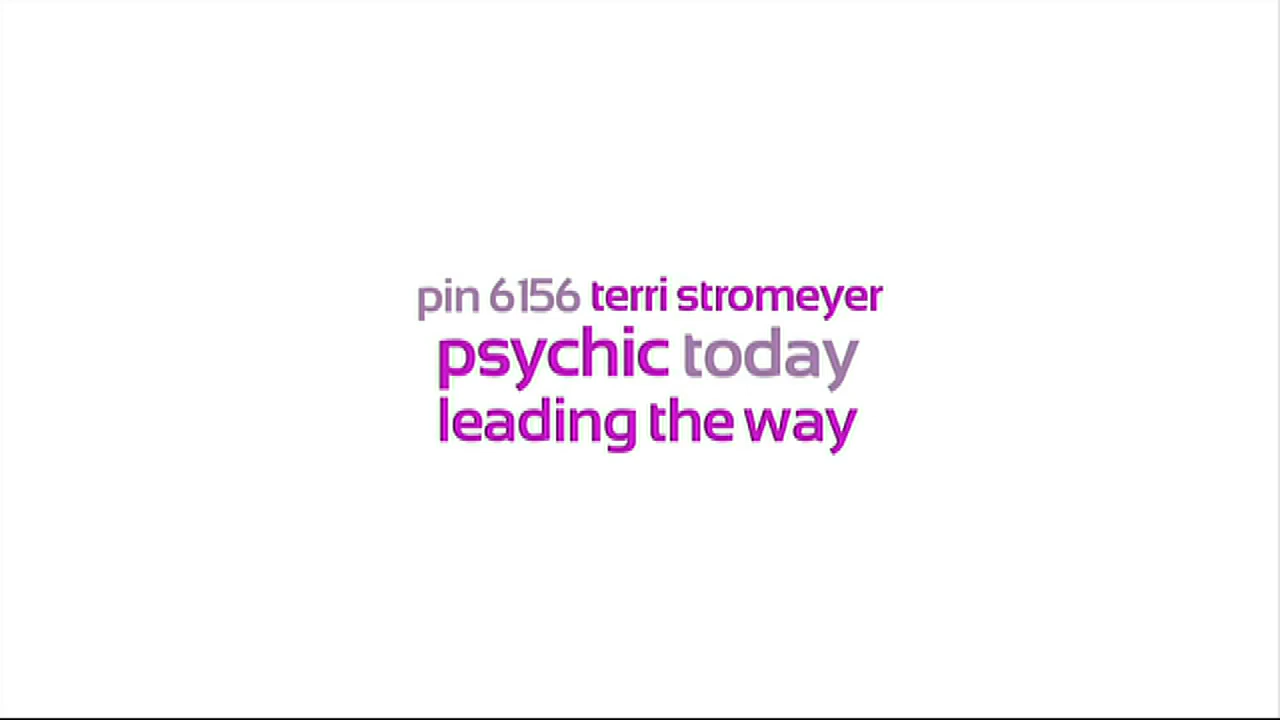 pin 6156 terri stromeyer
psychic today
leading the way